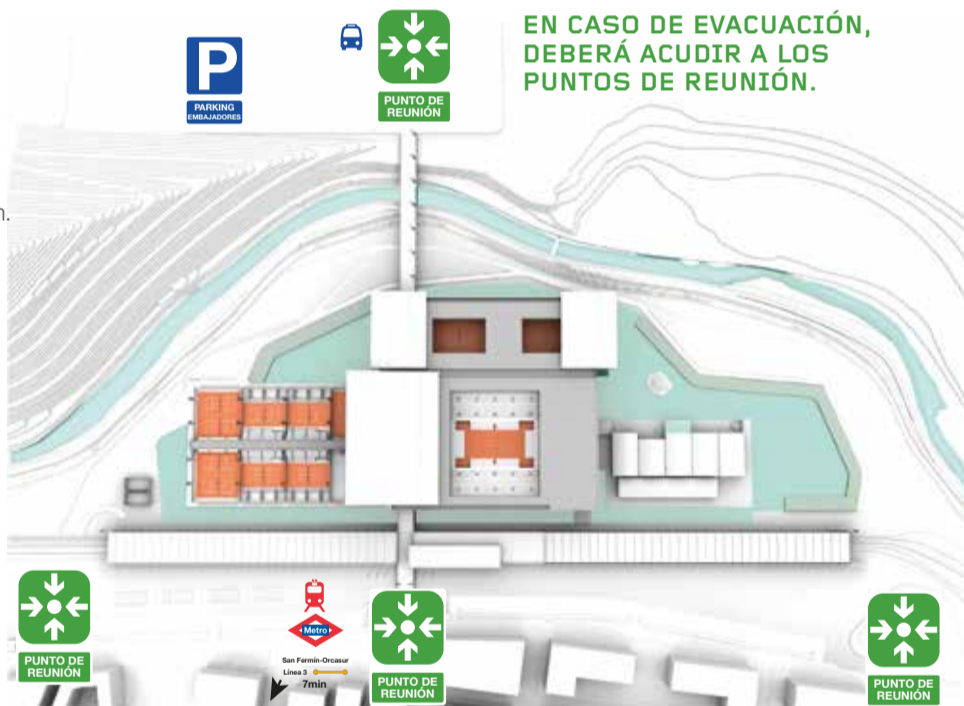 EN CASO DE EVACUACIÓN,
DEBERÁ ACUDIR A LOS
PUNTOS DE REUNIÓN.
P
PARKING
EMBAJADORES
PUNTO DE
REUNIÓN
n.
PUNTO DE
REUNIÓN
Metro
San Fermín-Orcasur
Línea 3
7min
PUNTO DE
REUNIÓN
PUNTO DE
REUNIÓN